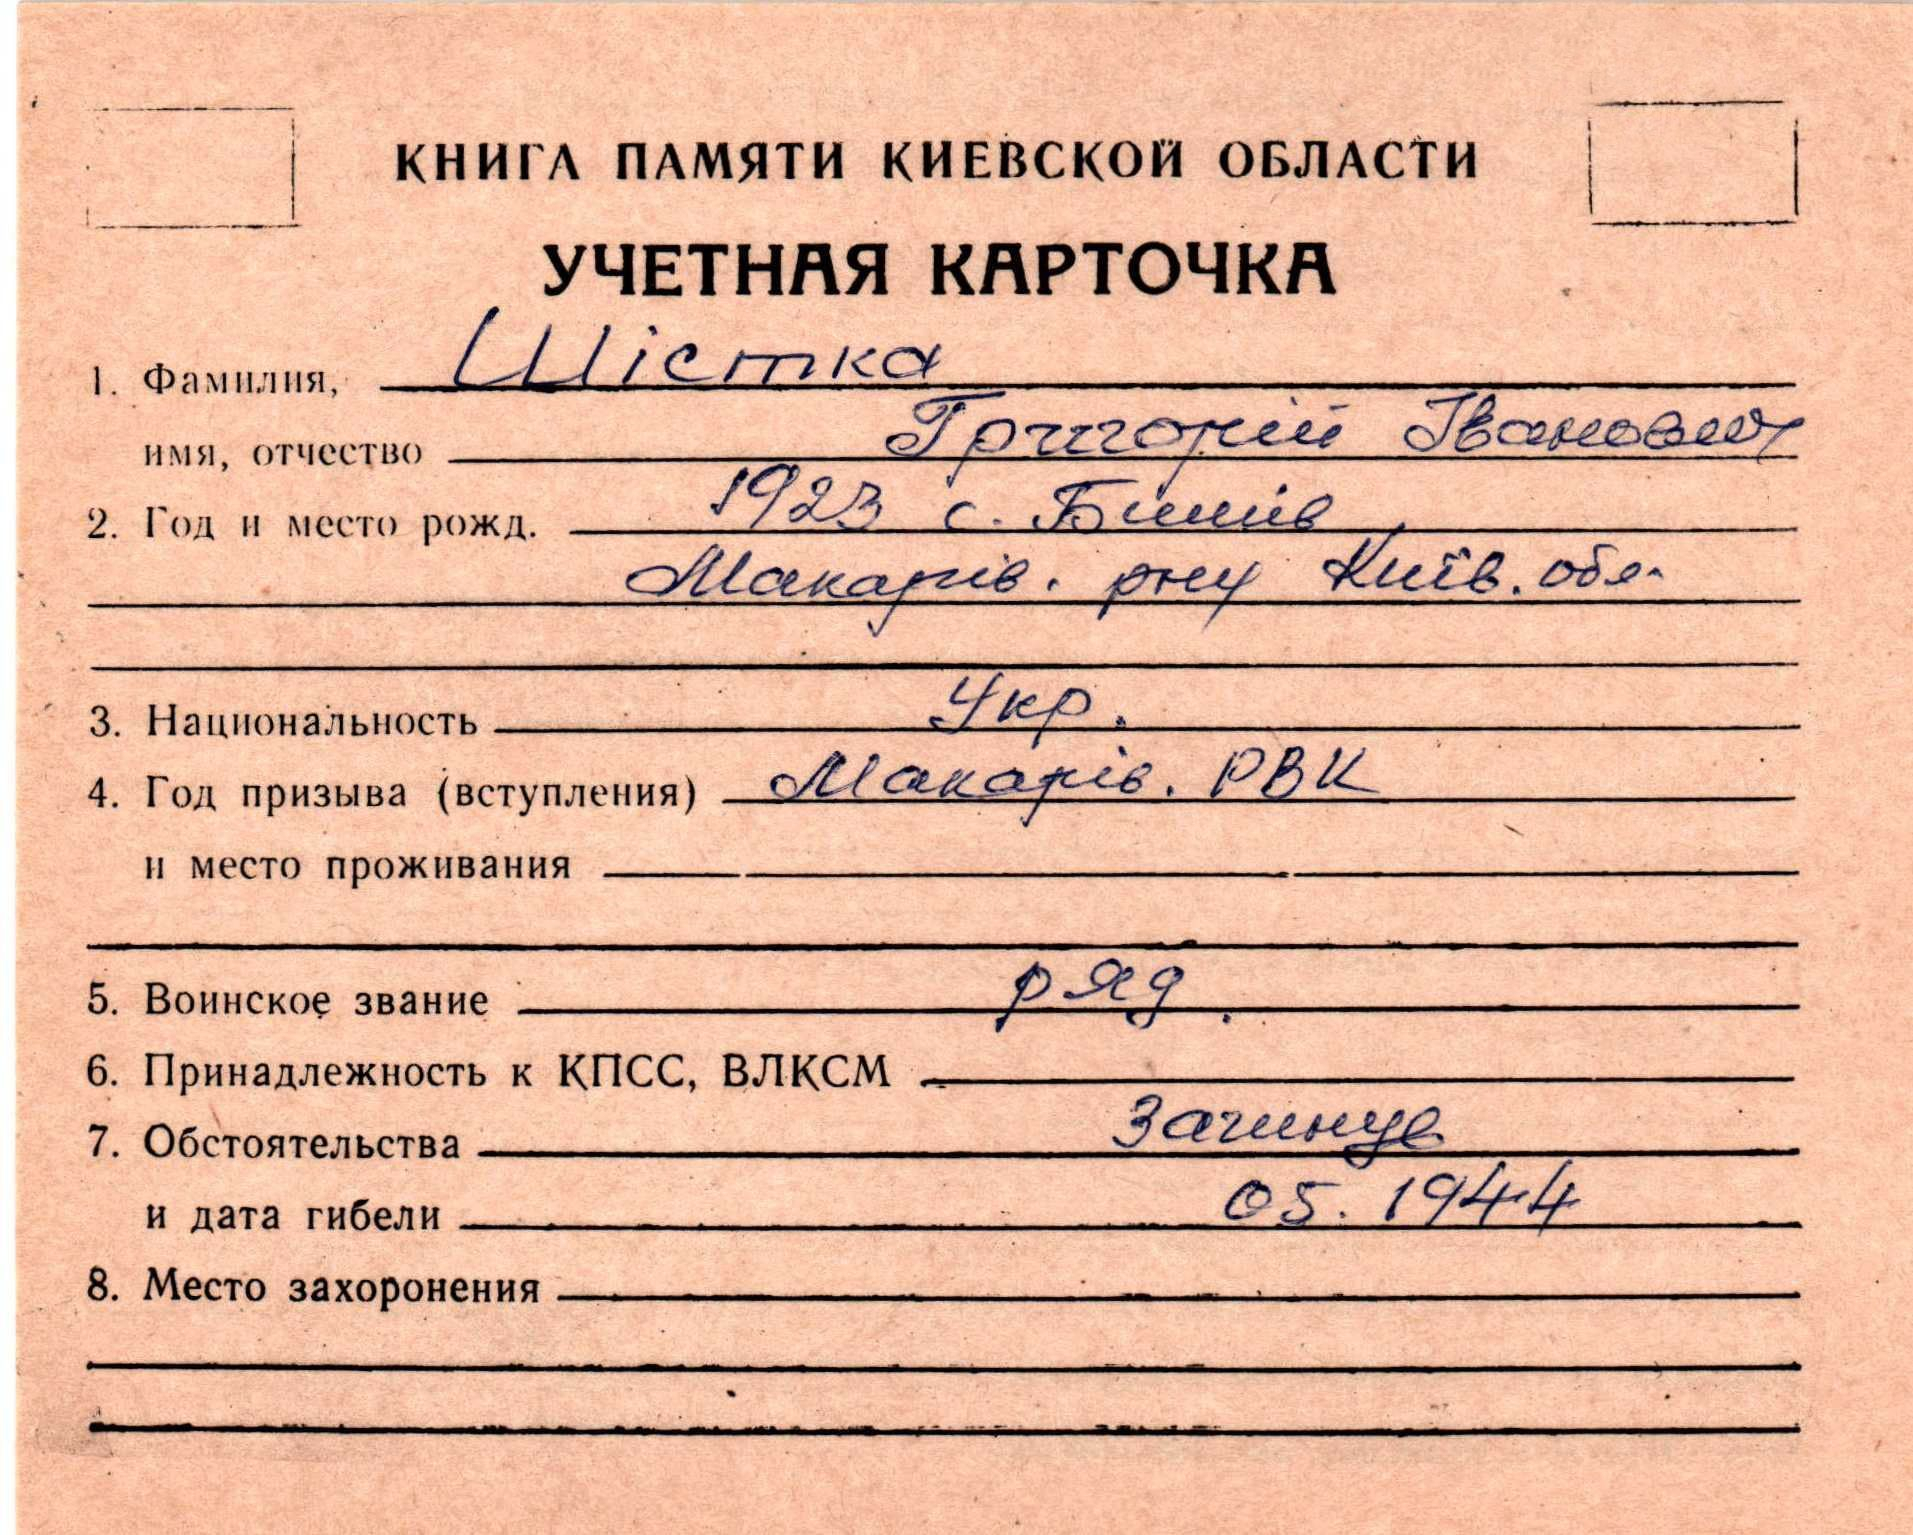 КНИГА ПАМЯТИ КИЕВСКОЙ ОБЛАСТИ
УЧЕТНАЯ КАРТОЧКА
1. Фамилия, Шістка
имя, отчество Григорій Іванович
2. Год и место рожд. 1923 с.
Макарів. рну Київ. обл.
3. Национальность Укр.
4. Год призыва (вступления) Макарів. РВК
и место проживания
5. Воинское звание ряд.
6. Принадлежность к КПСС, ВЛКСМ
7. Обстоятельства Загинув
и дата гибели 05. 1944
8. Место захоронения